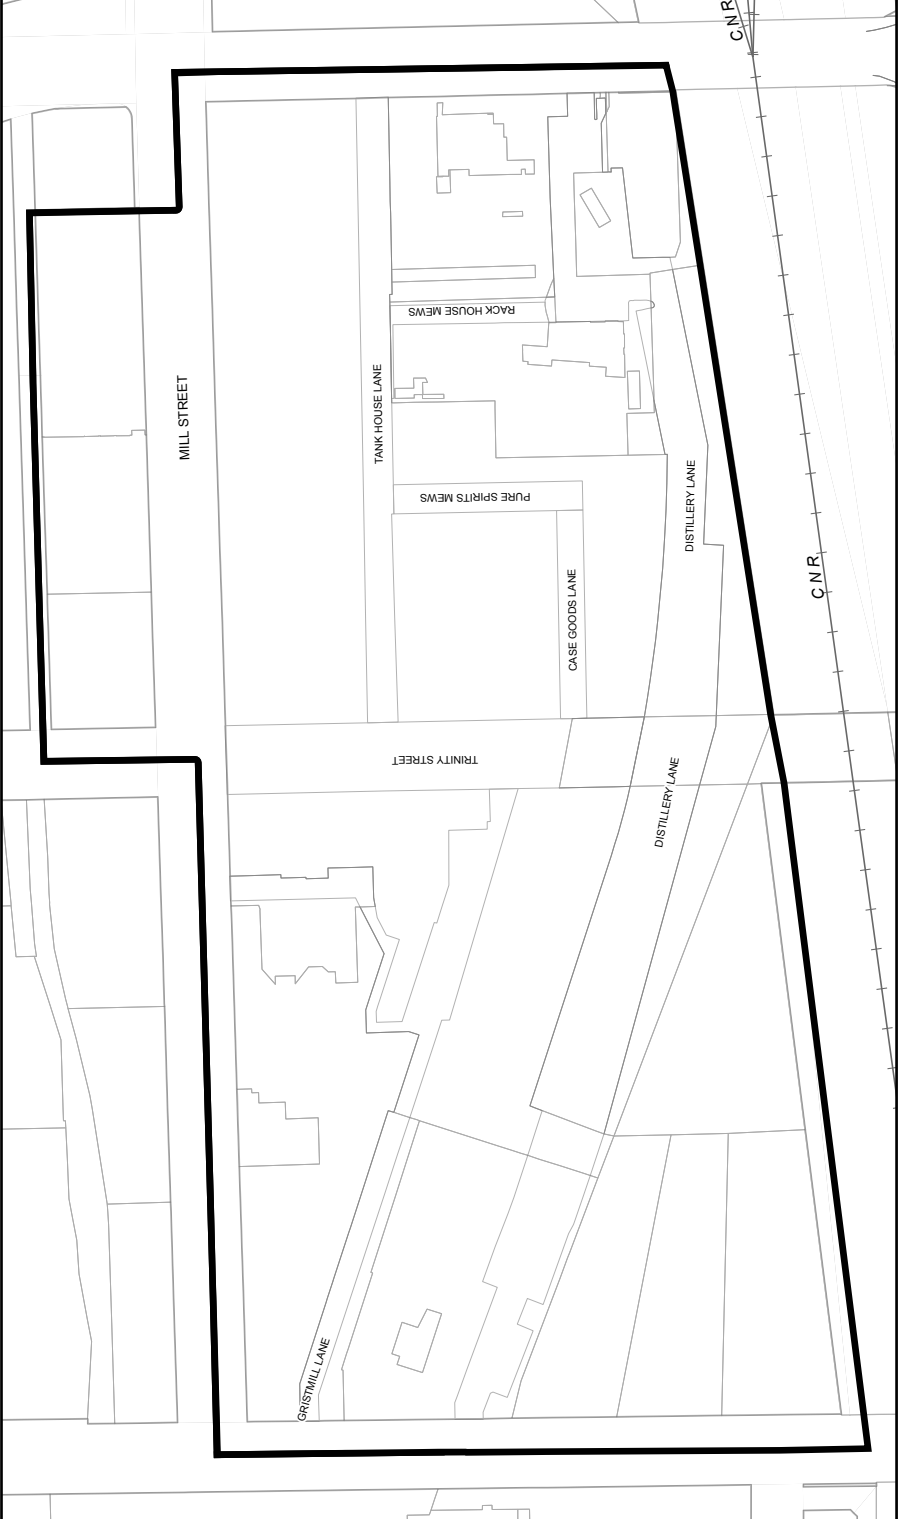 CNR
RACK HOUSE MEWS
MILL STREET
TANK HOUSE LANE
PURE SPIRITS MEWS
DISTILLERY LANE
CNR
CASE GOODS LANE
TRINITY STREET
DISTILLERY LANE
GRISTMILL LANE